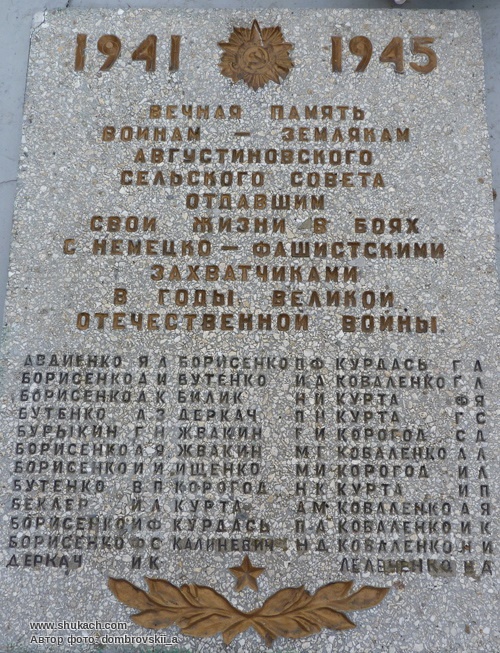 1941 1945
ВЕЧНАЯ ПАМЯТЬ
ВОИНАМ – ЗЕМЛЯКАМ
АВГУСТИНОВСКОГО
СЕЛЬСКОГО СОВЕТА
ОТДАВШИМ
СВОИ ЖИЗНИ В БОЯХ
С НЕМЕЦКО – ФАШИСТСКИМИ
ЗАХВАТЧИКАМИ
В ГОДЫ ВЕЛИКОЙ
ОТЕЧЕСТВЕННОЙ ВОЙНЫ.
АВДИЕНКО Я Л БОРИСЕНКО П Ф КУРДАСЬ Г А
БОРИСЕНКО Д И БУТЕНКО И Д КОВАЛЕНКО Г Л
БОРИСЕНКО Д К БИЛИК Н И КУРТА Ф Я
БУТЕНКО А З ДЕРКАЧ П Н КУРТА Г С
БУРЫКИН Г Н ЖВАКИН Г И КОРОГОД С Д
БОРИСЕНКО Л Я ЖВАКИН М Г КОВАЛЕНКО Л Л
БОРИСЕНКО И И ИЩЕНКО М И КОРОГОД И Л
БУТЕНКО В П КОРОГОД Н К КУРТА И П
БЕКЛЕР И Л КУРТА А М КОВАЛЕНКО А Я
БОРИСЕНКО И Ф КУРДАСЬ П А КОВАЛЕНКО И К
БОРИСЕНКО Ф С КАЛИНЕВИЧ Н Д КОВАЛЕНКО Н И
ДЕРКАЧ И К Н Д
www.shukach.com
Автор фото: dombrovskii_a